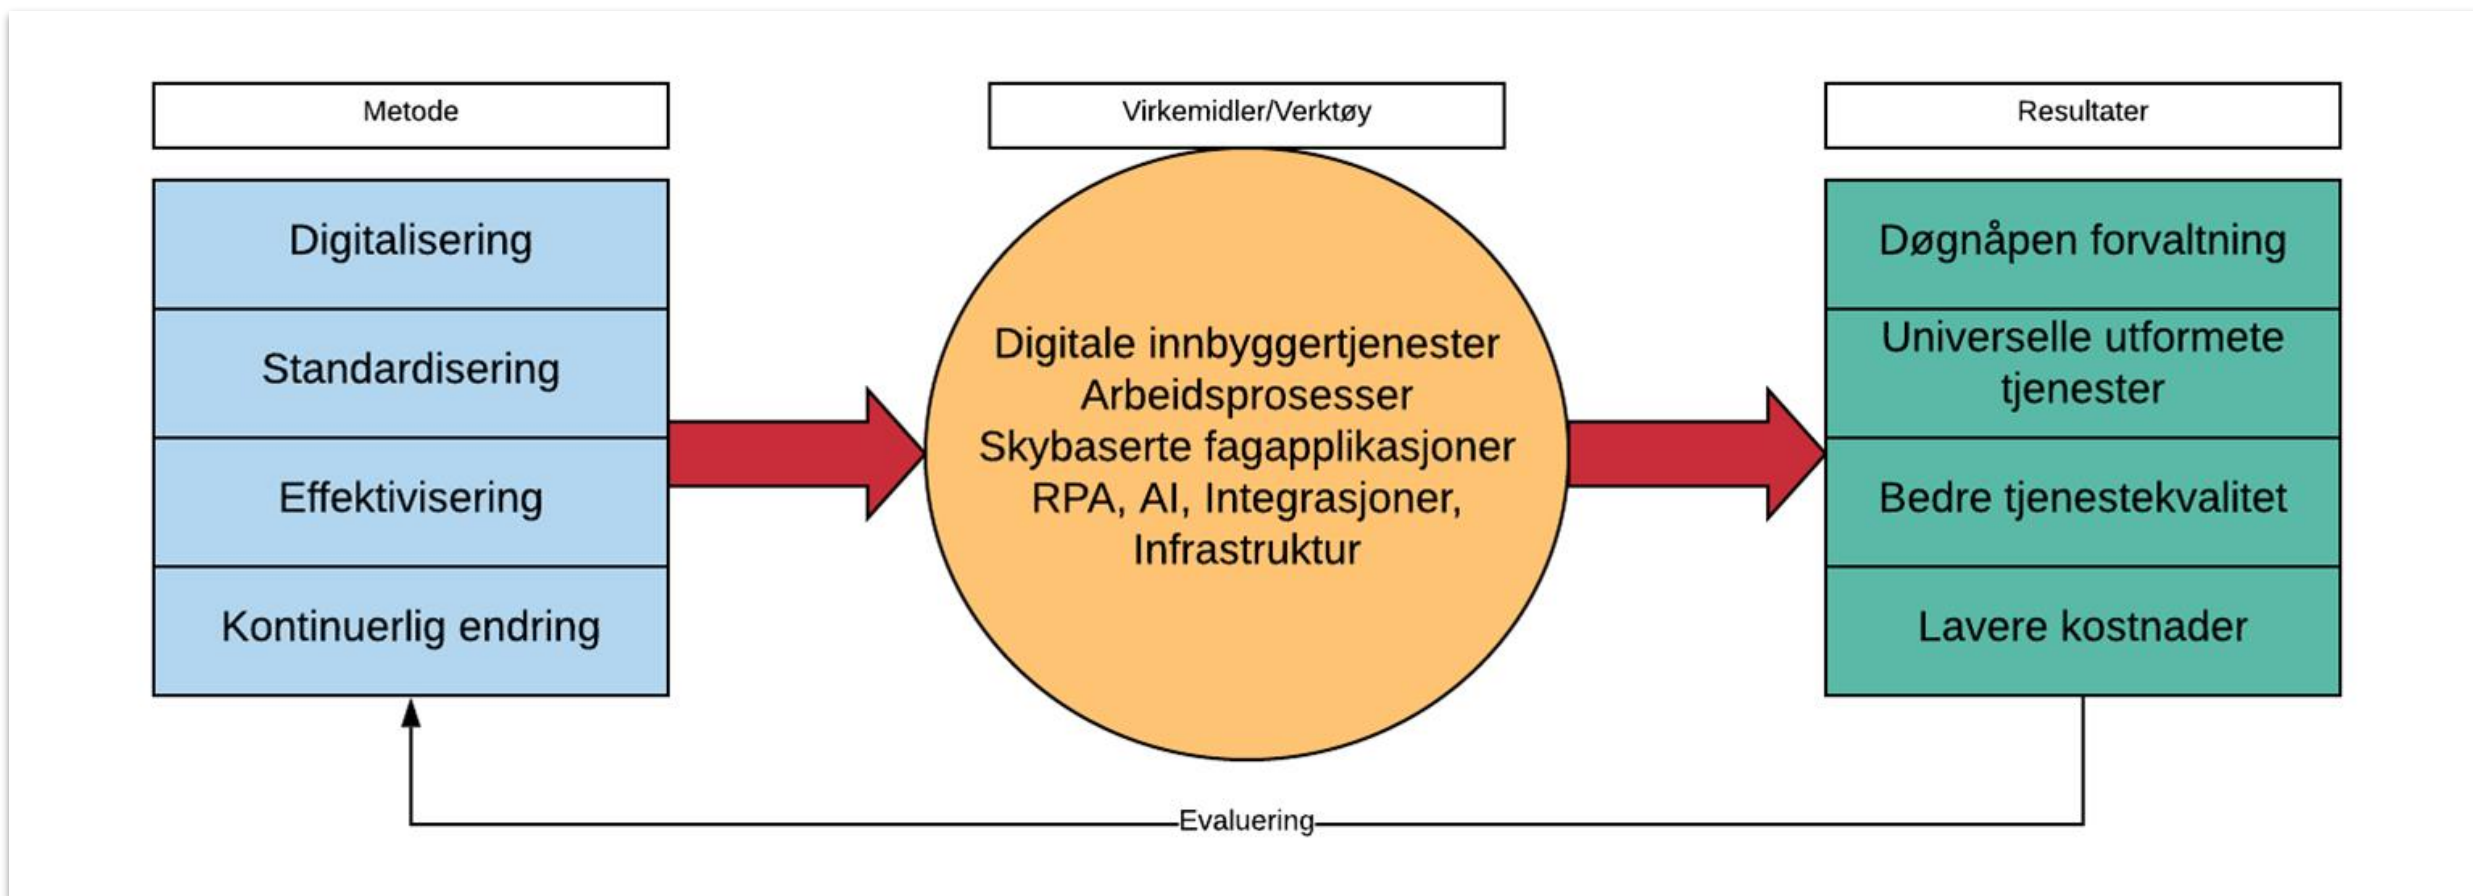 Metode
Virkemidler/Verktøy
Resultater
Digitalisering
Standardisering
Effektivisering
Kontinuerlig endring
Digitale innbyggertjenester
Arbeidsprosesser
Skybaserte fagapplikasjoner
RPA, AI, Integrasjoner,
Infrastruktur
Døgnåpen forvaltning
Universelle utformete
tjenester
Bedre tjenestekvalitet
Lavere kostnader
Evaluering